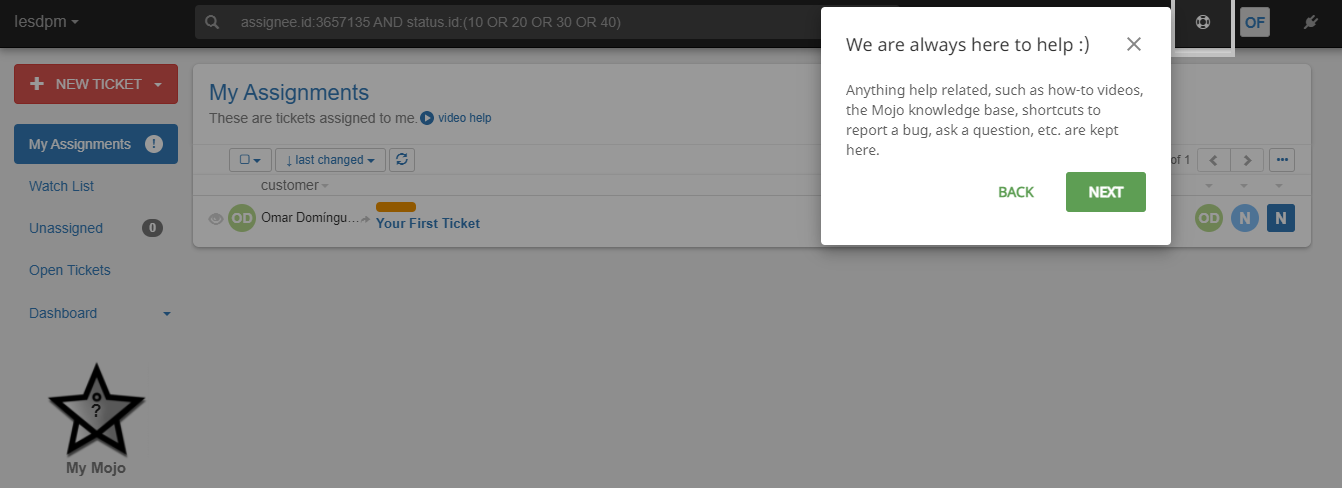 lesdpm
assignee.id:3657135 AND status.id:(10 OR 20 OR 30 OR 40)
OF
We are always here to help :)
Anything help related, such as how-to videos,
the Mojo knowledge base, shortcuts to
report a bug, ask a question, etc. are kept
here.
BACK
NEXT
NEW TICKET
My Assignments !
Watch List
Unassigned 0
Open Tickets
Dashboard
?
My Mojo
My Assignments
These are tickets assigned to me. video help
↓ last changed
of 1
customer
OD Omar Domíngu...
Your First Ticket
OD N N